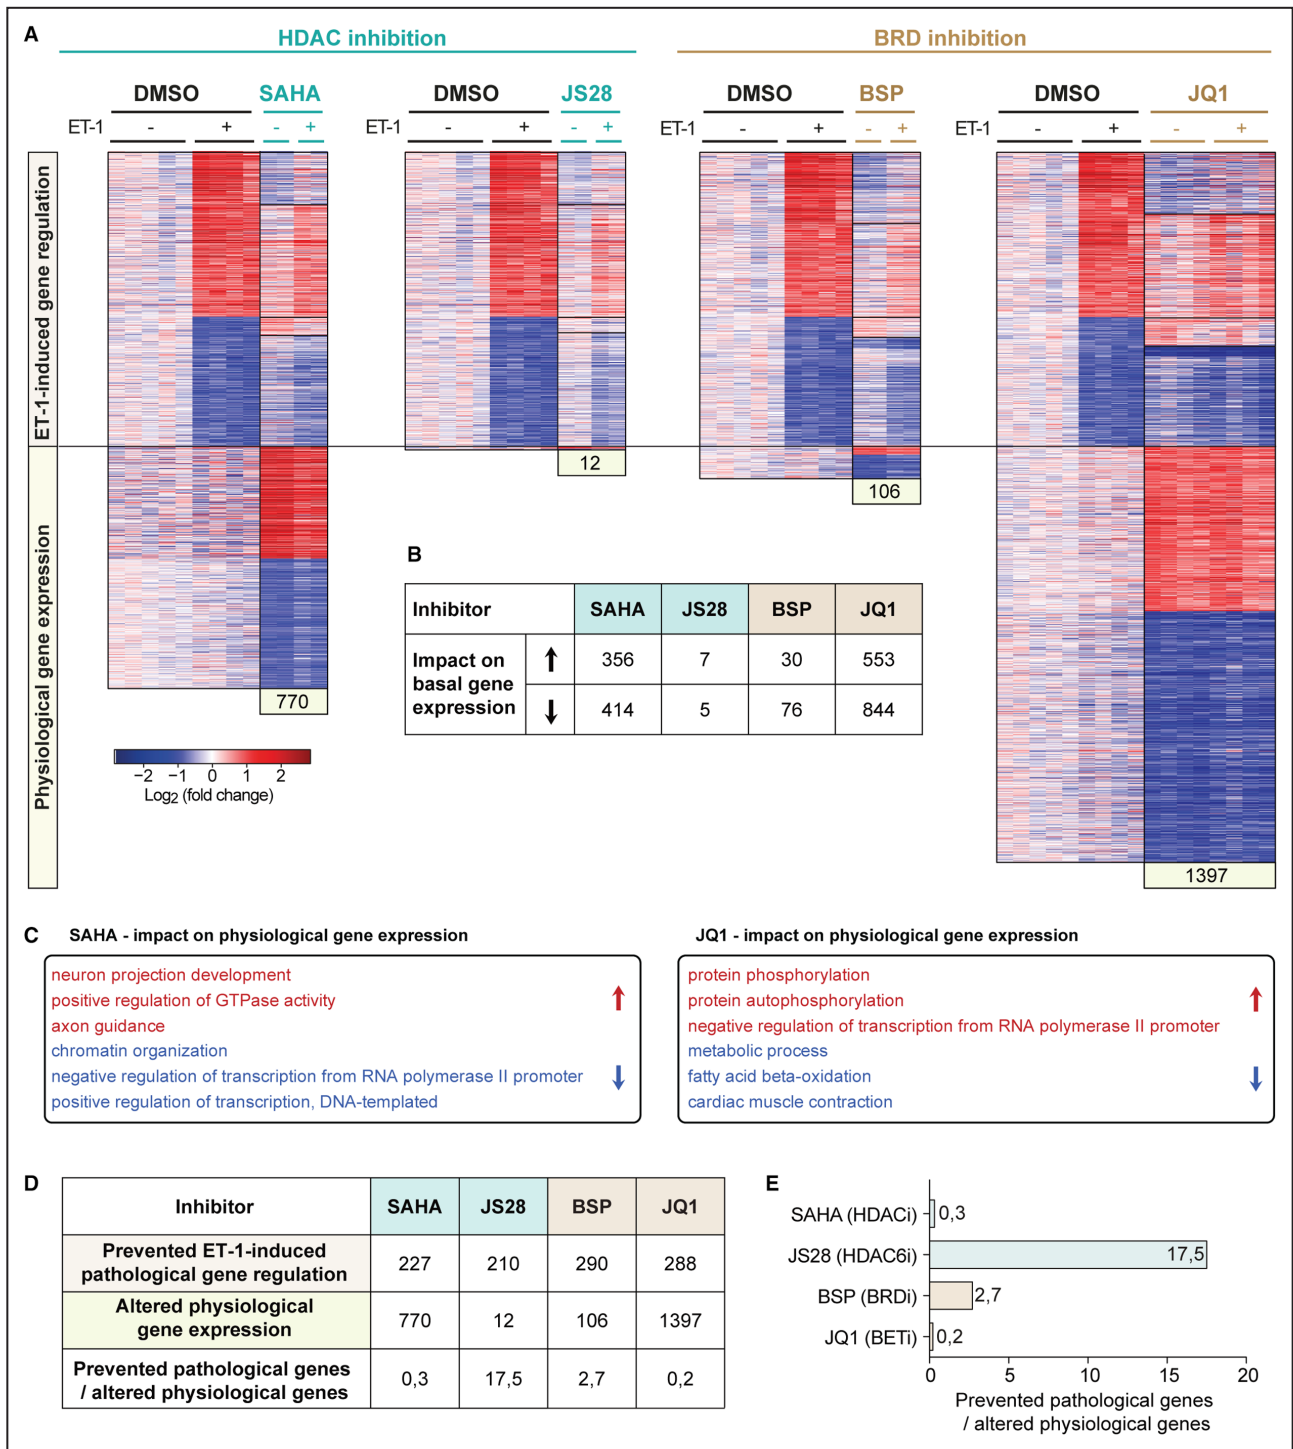 A
HDAC inhibition
BRD inhibition
DMSO SAHA
DMSO JS28
DMSO BSP
DMSO JQ1
ET-1 - + - +
ET-1 - + - +
ET-1 - + - +
ET-1 - + - +
ET-1-induced gene regulation
Physiological gene expression
770
12
106
1397
−2 −1 0 1 2
Log2 (fold change)
B
Inhibitor SAHA JS28 BSP JQ1
Impact on basal gene expression
↑ 356 7 30 553
↓ 414 5 76 844
C
SAHA - impact on physiological gene expression
neuron projection development
positive regulation of GTPase activity ↑
axon guidance
chromatin organization
negative regulation of transcription from RNA polymerase II promoter ↓
positive regulation of transcription, DNA-templated
JQ1 - impact on physiological gene expression
protein phosphorylation
protein autophosphorylation ↑
negative regulation of transcription from RNA polymerase II promoter
metabolic process
fatty acid beta-oxidation ↓
cardiac muscle contraction
D
Inhibitor SAHA JS28 BSP JQ1
Prevented ET-1-induced
pathological gene regulation 227 210 290 288
Altered physiological
gene expression 770 12 106 1397
Prevented pathological genes
/ altered physiological genes 0,3 17,5 2,7 0,2
E
SAHA (HDACi) 0,3
JS28 (HDAC6i) 17,5
BSP (BRDi) 2,7
JQ1 (BETi) 0,2
0 5 10 15 20
Prevented pathological genes
/ altered physiological genes